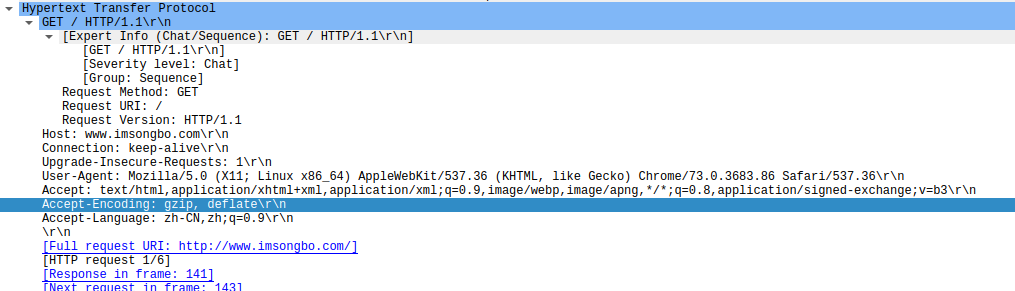 Hypertext Transfer Protocol
GET / HTTP/1.1\r\n
[Expert Info (Chat/Sequence): GET / HTTP/1.1\r\n]
[GET / HTTP/1.1\r\n]
[Severity level: Chat]
[Group: Sequence]
Request Method: GET
Request URI: /
Request Version: HTTP/1.1
Host: www.imsongbo.com\r\n
Connection: keep-alive\r\n
Upgrade-Insecure-Requests: 1\r\n
User-Agent: Mozilla/5.0 (X11; Linux x86_64) AppleWebKit/537.36 (KHTML, like Gecko) Chrome/73.0.3683.86 Safari/537.36\r\n
Accept: text/html,application/xhtml+xml,application/xml;q=0.9,image/webp,image/apng,*/*;q=0.8,application/signed-exchange;v=b3\r\n
Accept-Encoding: gzip, deflate\r\n
Accept-Language: zh-CN,zh;q=0.9\r\n
\r\n
[Full request URI: http://www.imsongbo.com/]
[HTTP request 1/6]
[Response in frame: 141]
[Next request in frame: 143]